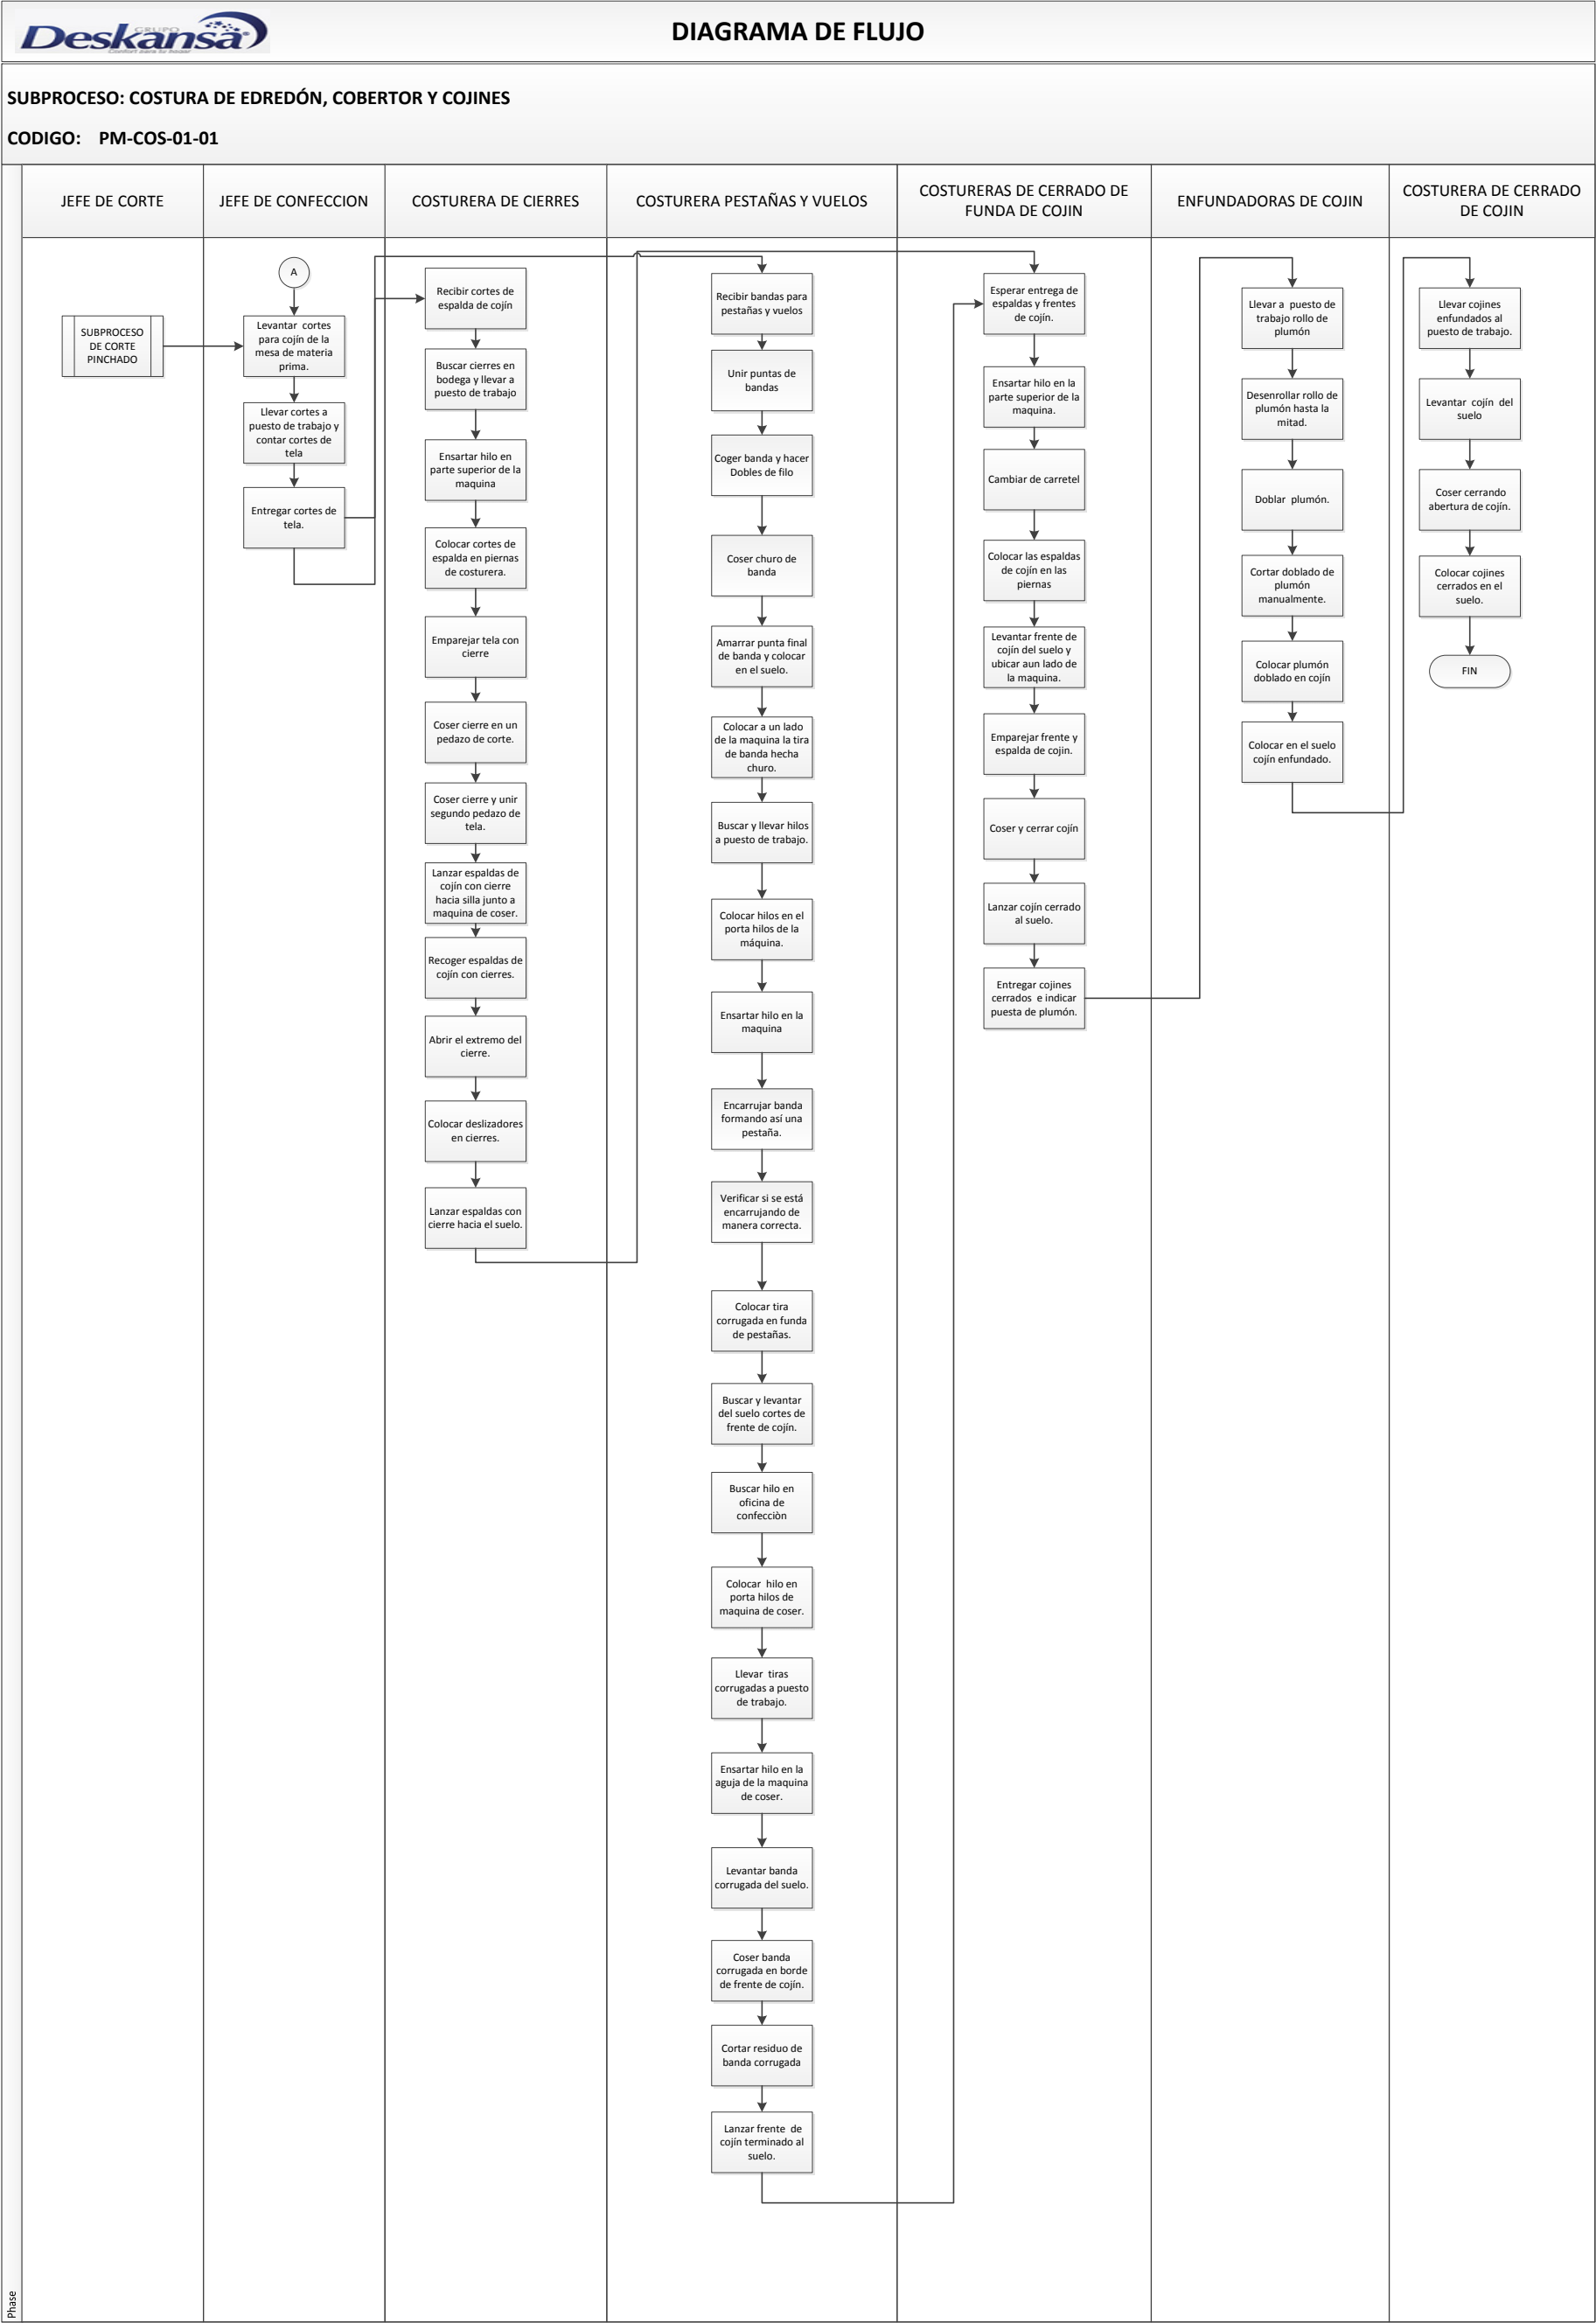 GRUPO
Deskansa
Confort para tu hogar
DIAGRAMA DE FLUJO
SUBPROCESO: COSTURA DE EDREDÓN, COBERTOR Y COJINES
CODIGO: PM-COS-01-01
Phase
JEFE DE CORTE
SUBPROCESO
DE CORTE
PINCHADO
JEFE DE CONFECCION
A
Levantar cortes
para cojín de la
mesa de materia
prima.
Llevar cortes a
puesto de trabajo y
contar cortes de
tela
Entregar cortes de
tela.
COSTURERA DE CIERRES
Recibir cortes de
espalda de cojín
Buscar cierres en
bodega y llevar a
puesto de trabajo
Ensartar hilo en
parte superior de la
maquina
Colocar cortes de
espalda en piernas
de costurera.
Emparejar tela con
cierre
Coser cierre en un
pedazo de corte.
Coser cierre y unir
segundo pedazo de
tela.
Lanzar espaldas de
cojín con cierre
hacia silla junto a
maquina de coser.
Recoger espaldas de
cojín con cierres.
Abrir el extremo del
cierre.
Colocar deslizadores
en cierres.
Lanzar espaldas con
cierre hacia el suelo.
COSTURERA PESTAÑAS Y VUELOS
Recibir bandas para
pestañas y vuelos
Unir puntas de
bandas
Coger banda y hacer
Dobles de filo
Coser churo de
banda
Amarrar punta final
de banda y colocar
en el suelo.
Colocar a un lado
de la maquina la tira
de banda hecha
churo.
Buscar y llevar hilos
a puesto de trabajo.
Colocar hilos en el
porta hilos de la
máquina.
Ensartar hilo en la
maquina
Encarrujar banda
formando así una
pestaña.
Verificar si se está
encarrujando de
manera correcta.
Colocar tira
corrugada en funda
de pestañas.
Buscar y levantar
del suelo cortes de
frente de cojín.
Buscar hilo en
oficina de
confecciòn
Colocar hilo en
porta hilos de
maquina de coser.
Llevar tiras
corrugadas a puesto
de trabajo.
Ensartar hilo en la
aguja de la maquina
de coser.
Levantar banda
corrugada del suelo.
Coser banda
corrugada en borde
de frente de cojín.
Cortar residuo de
banda corrugada
Lanzar frente de
cojín terminado al
suelo.
COSTURERAS DE CERRADO DE
FUNDA DE COJIN
Esperar entrega de
espaldas y frentes
de cojín.
Ensartar hilo en la
parte superior de la
maquina.
Cambiar de carretel
Colocar las espaldas
de cojín en las
piernas
Levantar frente de
cojín del suelo y
ubicar aun lado de
la maquina.
Emparejar frente y
espalda de cojin.
Coser y cerrar cojín
Lanzar cojín cerrado
al suelo.
Entregar cojines
cerrados e indicar
puesta de plumón.
ENFUNDADORAS DE COJIN
Llevar a puesto de
trabajo rollo de
plumón
Desenrollar rollo de
plumón hasta la
mitad.
Doblar plumón.
Cortar doblado de
plumón
manualmente.
Colocar plumón
doblado en cojín
Colocar en el suelo
cojín enfundado.
COSTURERA DE CERRADO
DE COJIN
Llevar cojines
enfundados al
puesto de trabajo.
Levantar cojín del
suelo
Coser cerrando
abertura de cojín.
Colocar cojines
cerrados en el
suelo.
FIN